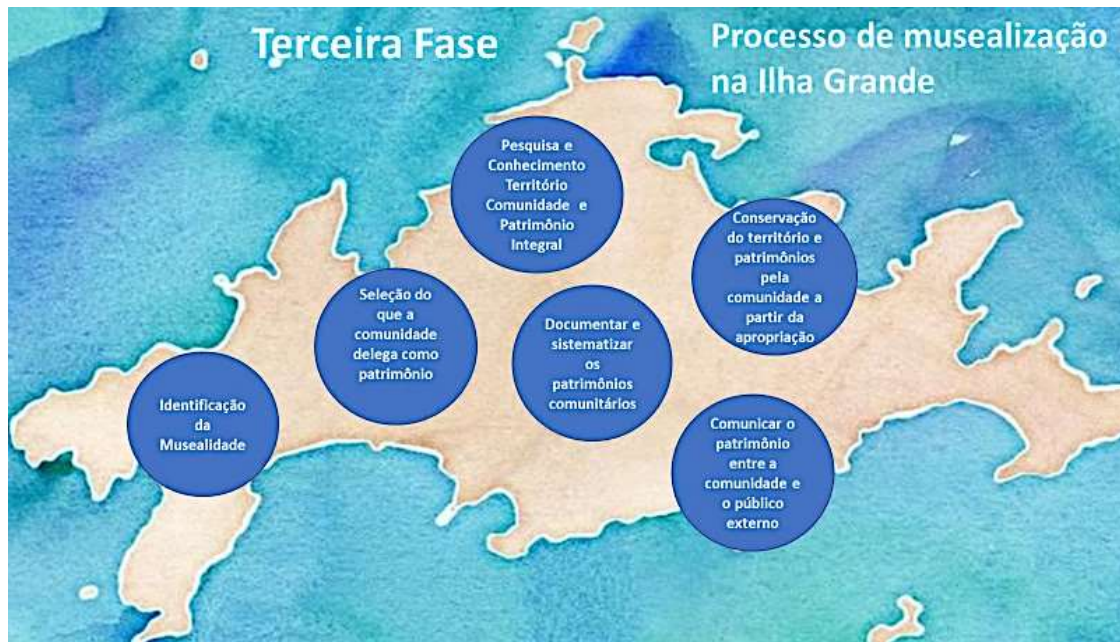 Terceira Fase
Processo de musealização
na Ilha Grande
Pesquisa e
Conhecimento
Território
Comunidade e
Patrimônio
Integral
Conservação
do território e
patrimônios
pela
comunidade a
partir da
apropriação
Seleção do
que a
comunidade
delega como
patrimônio
Documentar e
sistematizar
os
patrimônios
comunitários
Identificação
da
Musealidade
Comunicar o
patrimônio
entre a
comunidade e
o público
externo